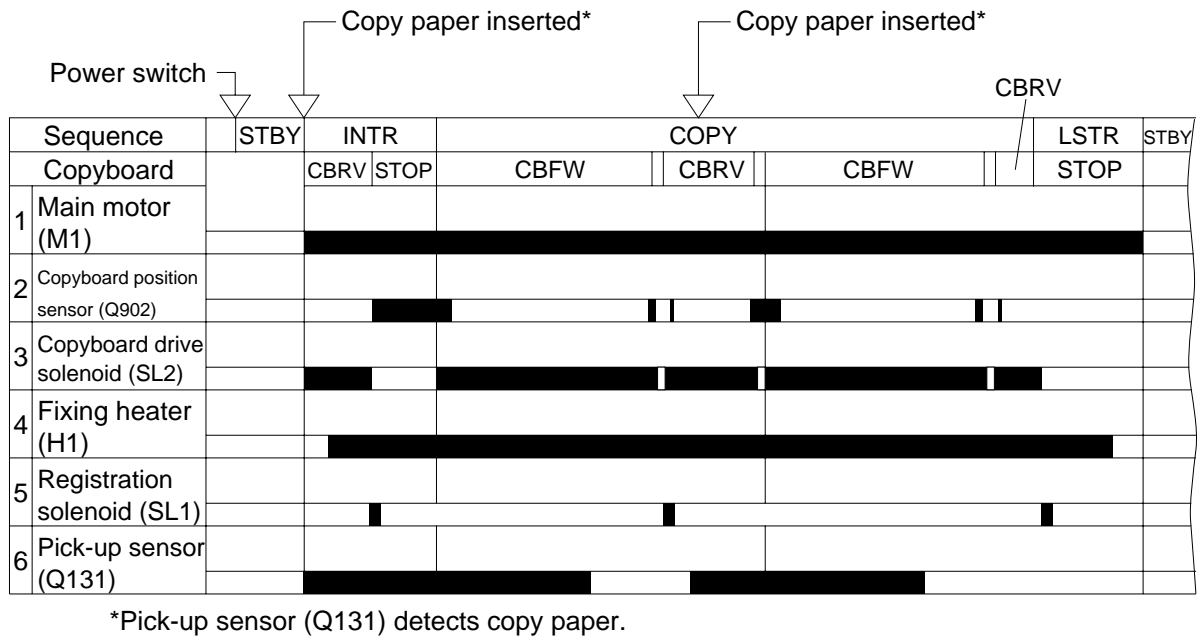 Copy paper inserted*
Copy paper inserted*
Power switch
CBRV
Sequence STBY INTR COPY LSTR STBY
Copyboard CBRV STOP CBFW CBRV CBFW STOP
1 Main motor
(M1)
2 Copyboard position
sensor (Q902)
3 Copyboard drive
solenoid (SL2)
4 Fixing heater
(H1)
5 Registration
solenoid (SL1)
6 Pick-up sensor
(Q131)
*Pick-up sensor (Q131) detects copy paper.